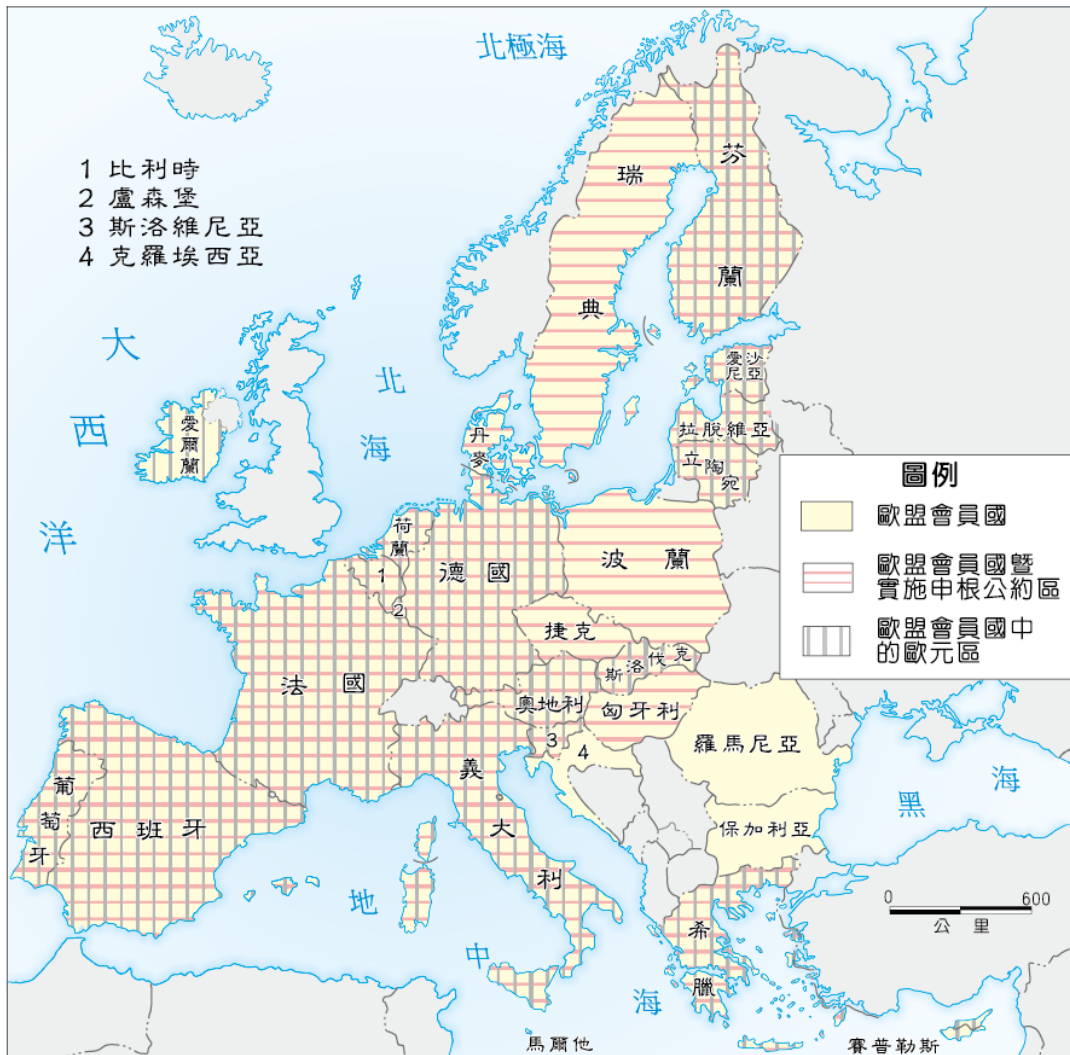 北極海
1 比利時
2 盧森堡
3 斯洛維尼亞
4 克羅埃西亞
大西洋
北海
瑞典
芬蘭
愛沙尼亞
拉脫維亞
立陶宛
愛爾蘭
丹麥
荷蘭
1
2
德國
波蘭
捷克
斯洛伐克
法國
奧地利
匈牙利
3
4
羅馬尼亞
保加利亞
黑海
義大利
葡萄牙
西班牙
希臘
地中海
馬爾他
賽普勒斯
圖例
歐盟會員國
歐盟會員國暨
實施申根公約區
歐盟會員國中
的歐元區
0 600
公里